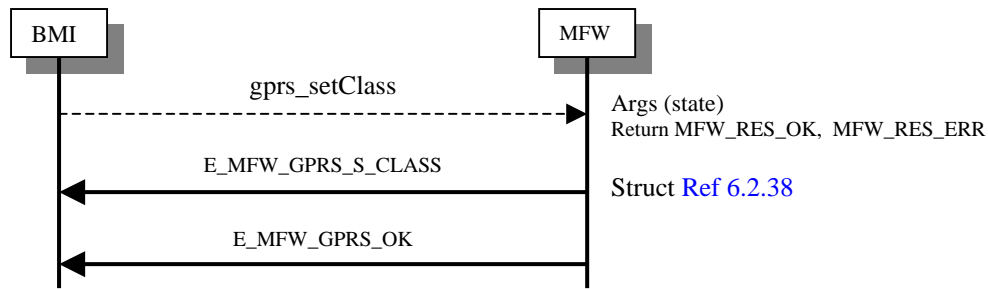 BMI
MFW
gprs_setClass
Args (state)
Return MFW_RES_OK, MFW_RES_ERR
E_MFW_GPRS_S_CLASS
Struct Ref 6.2.38
E_MFW_GPRS_OK